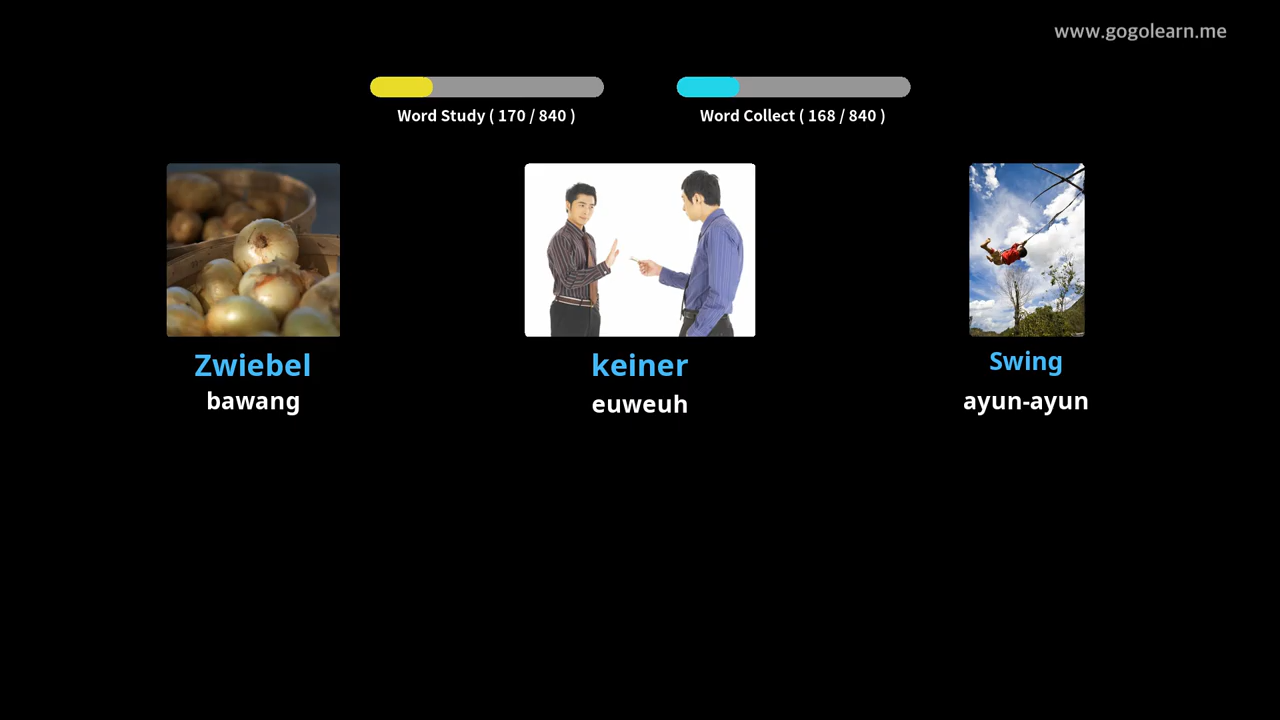 www.gogolearn.me
Word Study ( 170 / 840 )
Word Collect ( 168 / 840 )
Zwiebel
bawang
keiner
euweuh
Swing
ayun-ayun